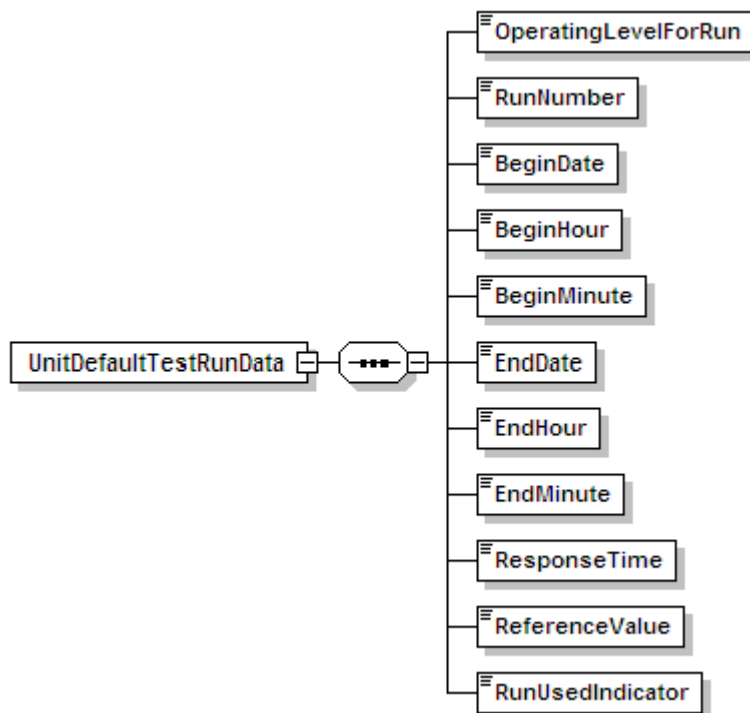 OperatingLevelForRun
RunNumber
BeginDate
BeginHour
BeginMinute
UnitDefaultTestRunData
EndDate
EndHour
EndMinute
ResponseTime
ReferenceValue
RunUsedIndicator